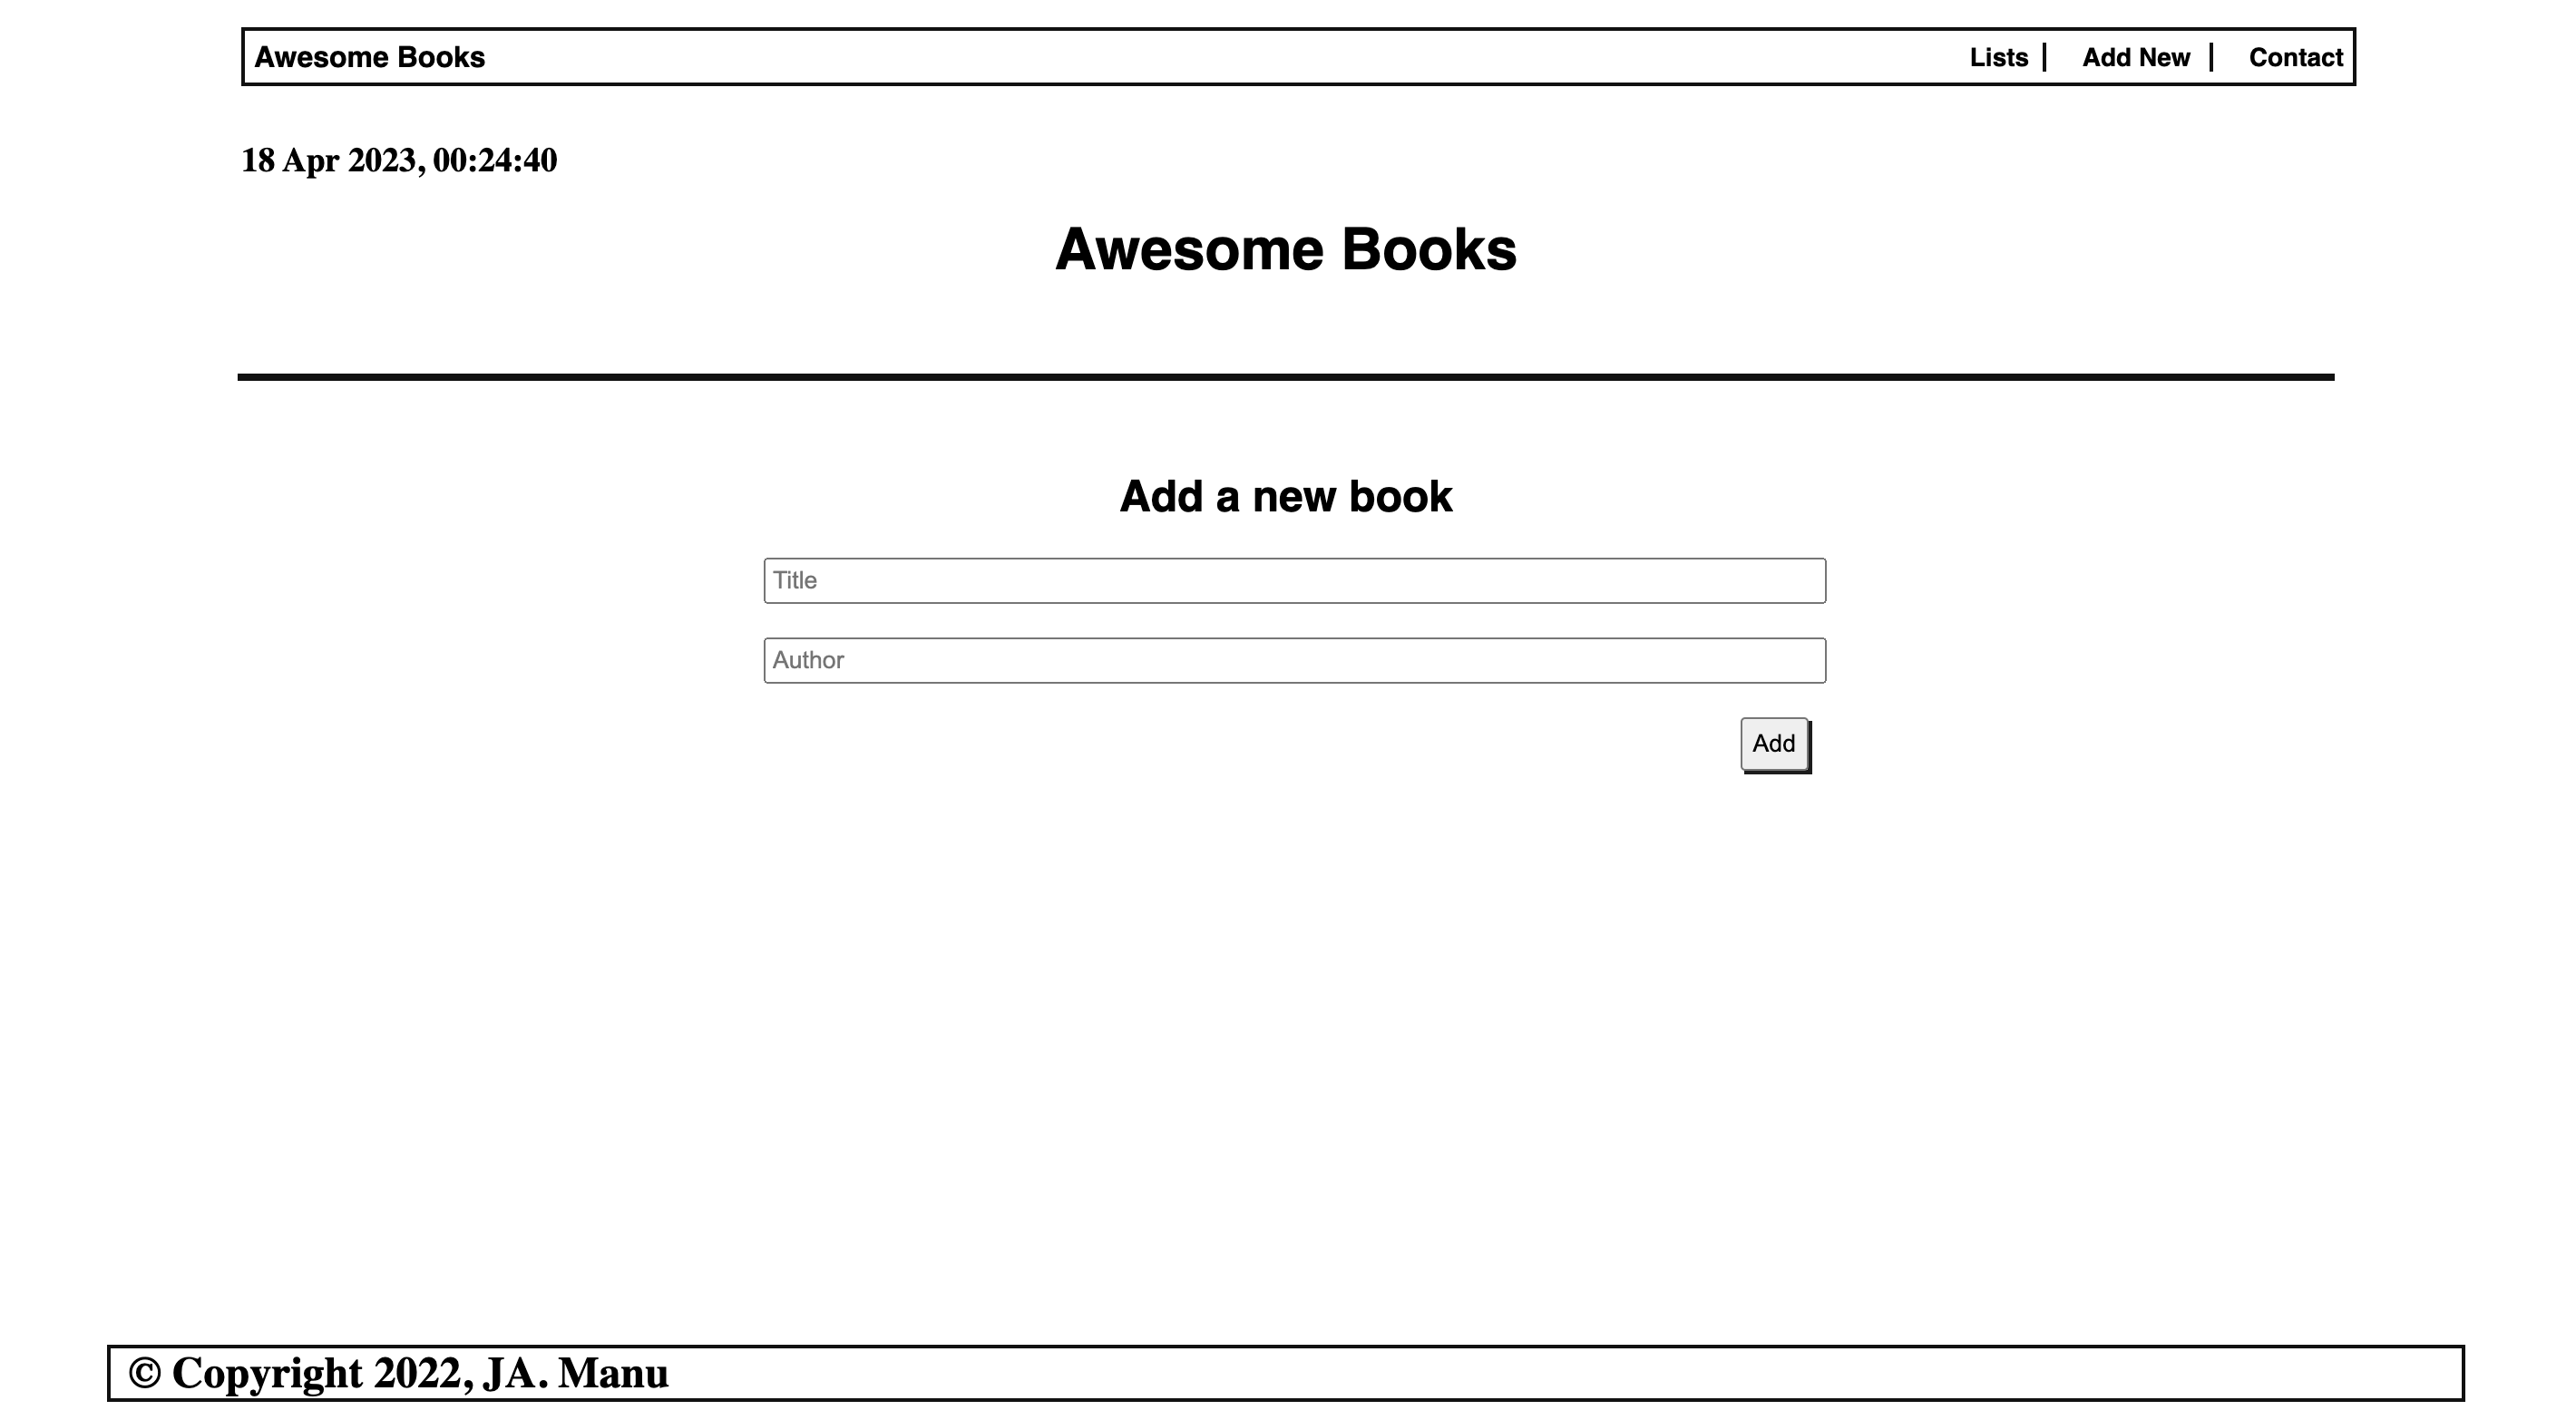 Awesome Books Lists Add New Contact
18 Apr 2023, 00:24:40
Awesome Books
Add a new book
Title
Author
Add
© Copyright 2022, JA. Manu